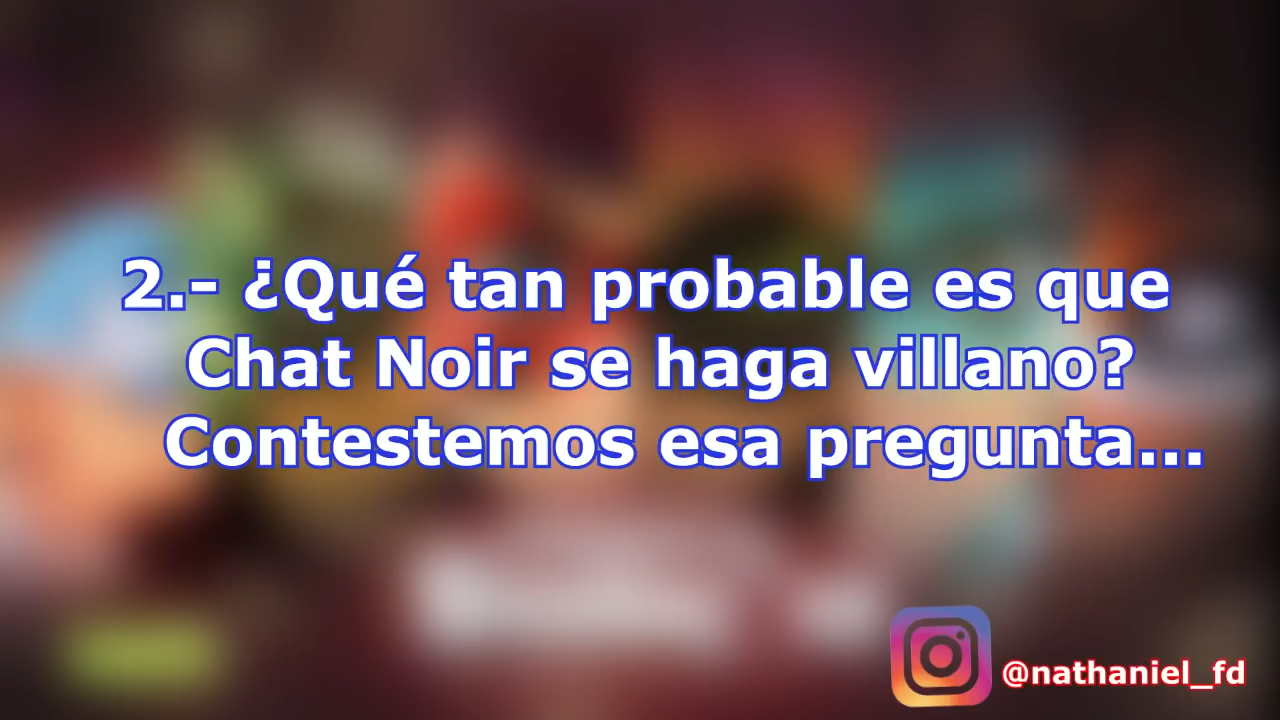 2.- ¿Qué tan probable es que
Chat Noir se haga villano?
Contestemos esa pregunta...
@nathaniel_fd